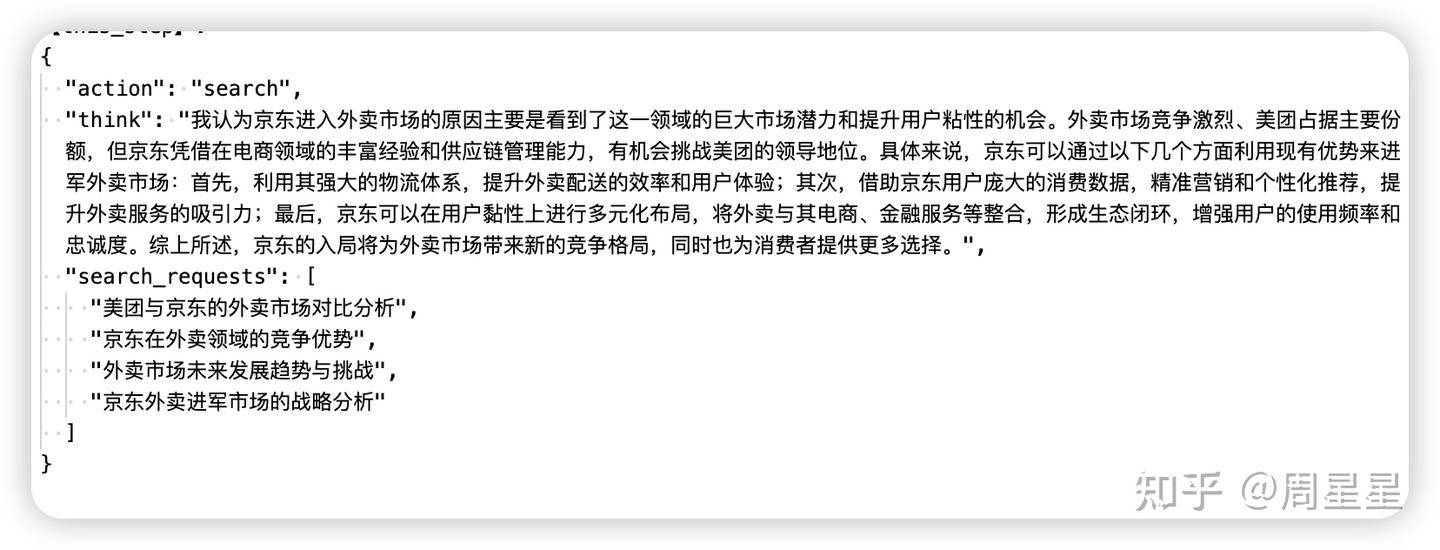 {
"action": "search",
"think": "我认为京东进入外卖市场的原因主要是看到了这一领域的巨大市场潜力和提升用户粘性的机会。外卖市场竞争激烈、美团占据主要份
额，但京东凭借在电商领域的丰富经验和供应链管理能力，有机会挑战美团的领导地位。具体来说，京东可以通过以下几个方面利用现有优势来进
军外卖市场：首先，利用其强大的物流体系，提升外卖配送的效率和用户体验；其次，借助京东用户庞大的消费数据，精准营销和个性化推荐，提
升外卖服务的吸引力；最后，京东可以在用户黏性上进行多元化布局，将外卖与其电商、金融服务等整合，形成生态闭环，增强用户的使用频率和
忠诚度。综上所述，京东的入局将为外卖市场带来新的竞争格局，同时也为消费者提供更多选择。",
"search_requests": [
"美团与京东的外卖市场对比分析",
"京东在外卖领域的竞争优势",
"外卖市场未来发展趋势与挑战",
"京东外卖进军市场的战略分析"
]
}
知乎 @周星星